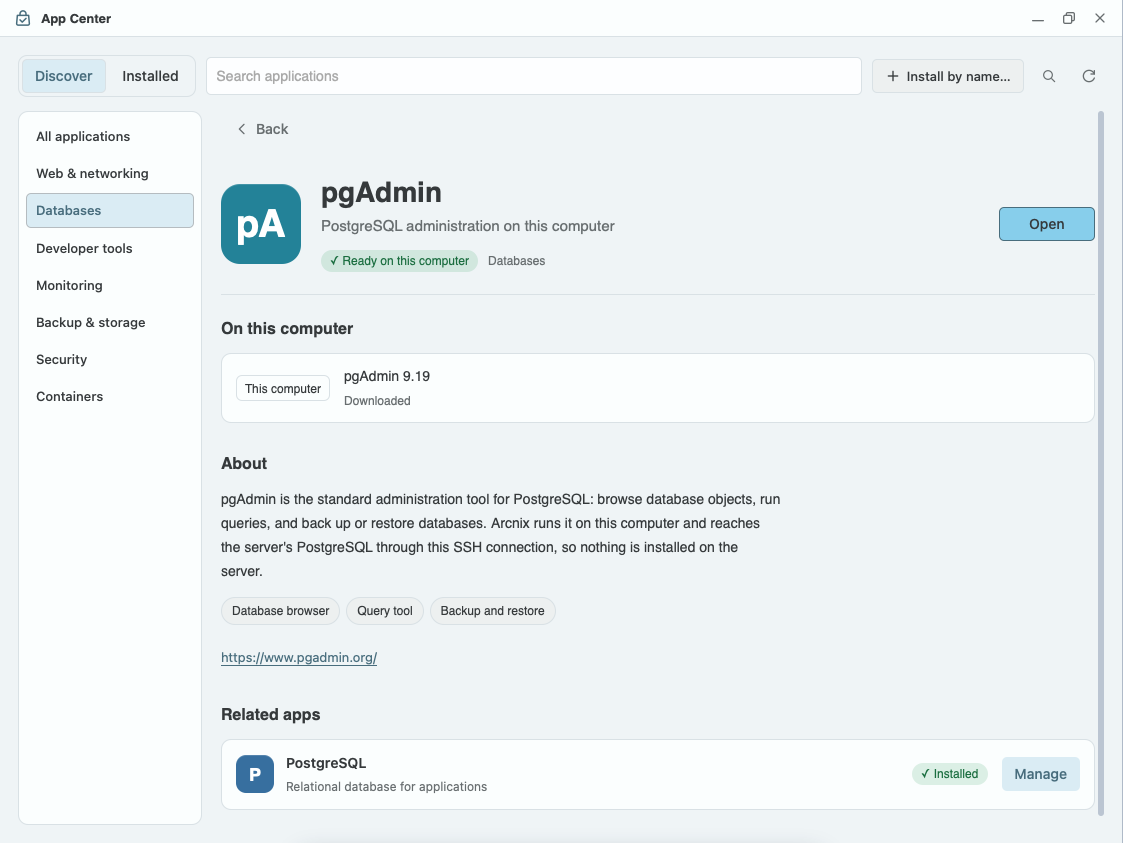 App Center
Discover
Installed
Search applications
Install by name...
All applications
Web & networking
Databases
Developer tools
Monitoring
Backup & storage
Security
Containers
Back
pA
pgAdmin
PostgreSQL administration on this computer
✓ Ready on this computer
Databases
Open
On this computer
This computer
pgAdmin 9.19
Downloaded
About
pgAdmin is the standard administration tool for PostgreSQL: browse database objects, run
queries, and back up or restore databases. Arcnix runs it on this computer and reaches
the server's PostgreSQL through this SSH connection, so nothing is installed on the
server.
Database browser
Query tool
Backup and restore
https://www.pgadmin.org/
Related apps
P
PostgreSQL
Relational database for applications
✓ Installed
Manage